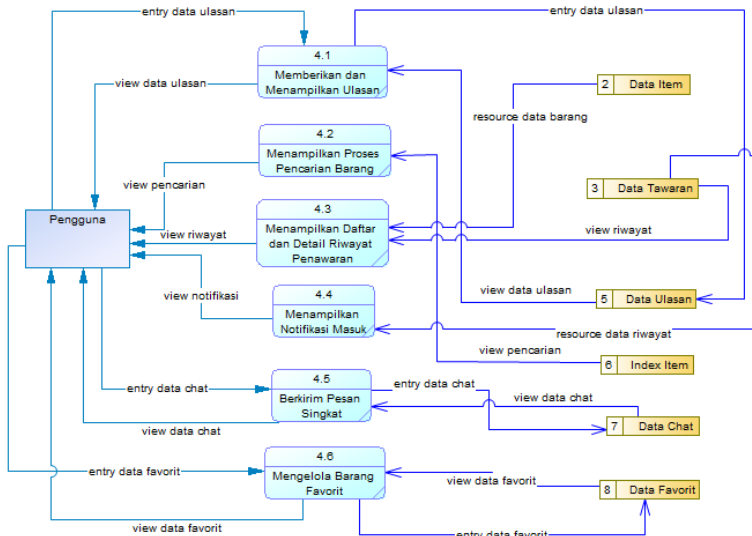 entry data ulasan
entry data ulasan
4.1
Memberikan dan
Menampilkan Ulasan
view data ulasan
2 Data Item
resource data barang
4.2
Menampilkan Proses
Pencarian Barang
view pencarian
3 Data Tawaran
Pengguna
4.3
Menampilkan Daftar
dan Detail Riwayat
Penawaran
view riwayat
view riwayat
view notifikasi
4.4
Menampilkan
Notifikasi Masuk
view data ulasan
5 Data Ulasan
resource data riwayat
view pencarian
6 Index Item
4.5
Berkirim Pesan
Singkat
entry data chat
entry data chat
view data chat
view data chat
7 Data Chat
4.6
Mengelola Barang
Favorit
entry data favorit
view data favorit
8 Data Favorit
view data favorit
entry data favorit